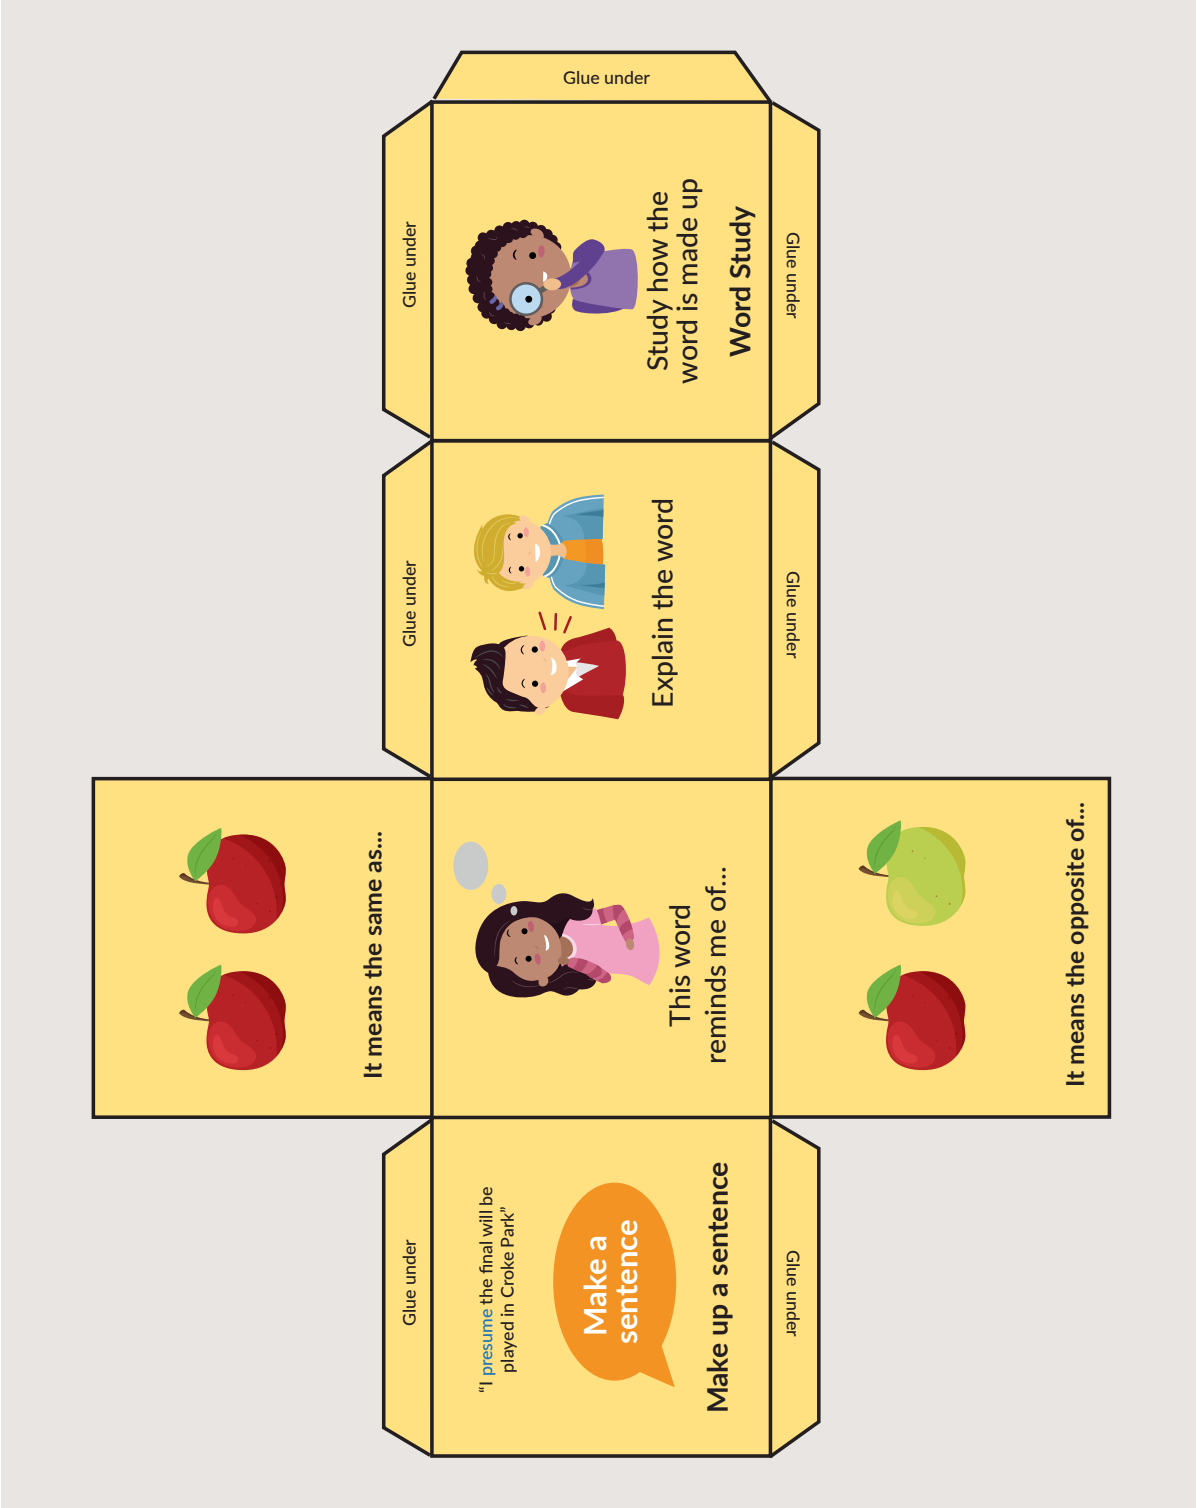 Glue under
Glue under
Study how the
word is made up
Word Study
Glue under
Glue under
Explain the word
Glue under
It means the same as...
This word
reminds me of...
It means the opposite of...
Glue under
“I presume the final will be
played in Croke Park”
Make a
sentence
Make up a sentence
Glue under